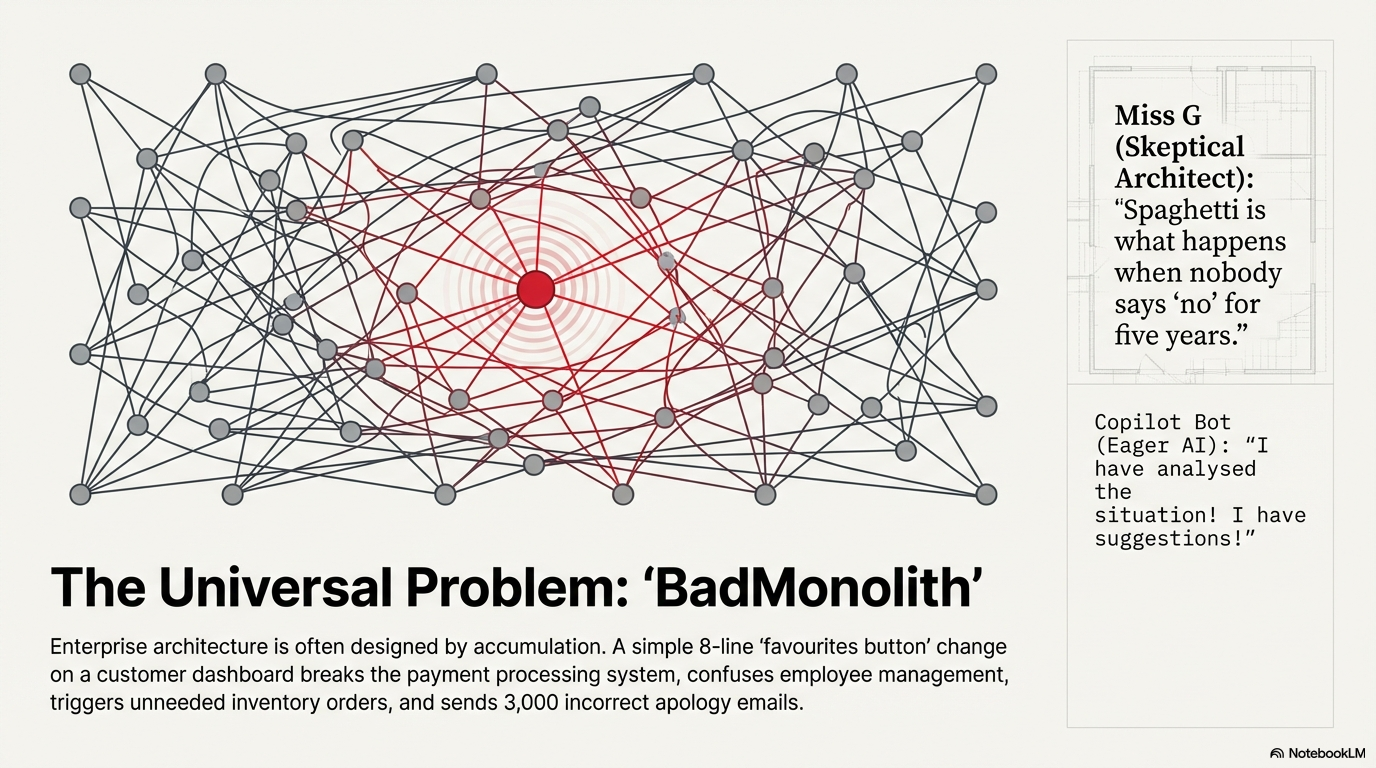 Miss G
(Skeptical
Architect):
“Spaghetti is
what happens
when nobody
says ‘no’ for
five years.”
Copilot Bot
(Eager AI): “I
have analysed
the
situation! I have
suggestions!”
The Universal Problem: ‘BadMonolith’
Enterprise architecture is often designed by accumulation. A simple 8-line ‘favourites button’ change
on a customer dashboard breaks the payment processing system, confuses employee management,
triggers unneeded inventory orders, and sends 3,000 incorrect apology emails.
NotebookLM